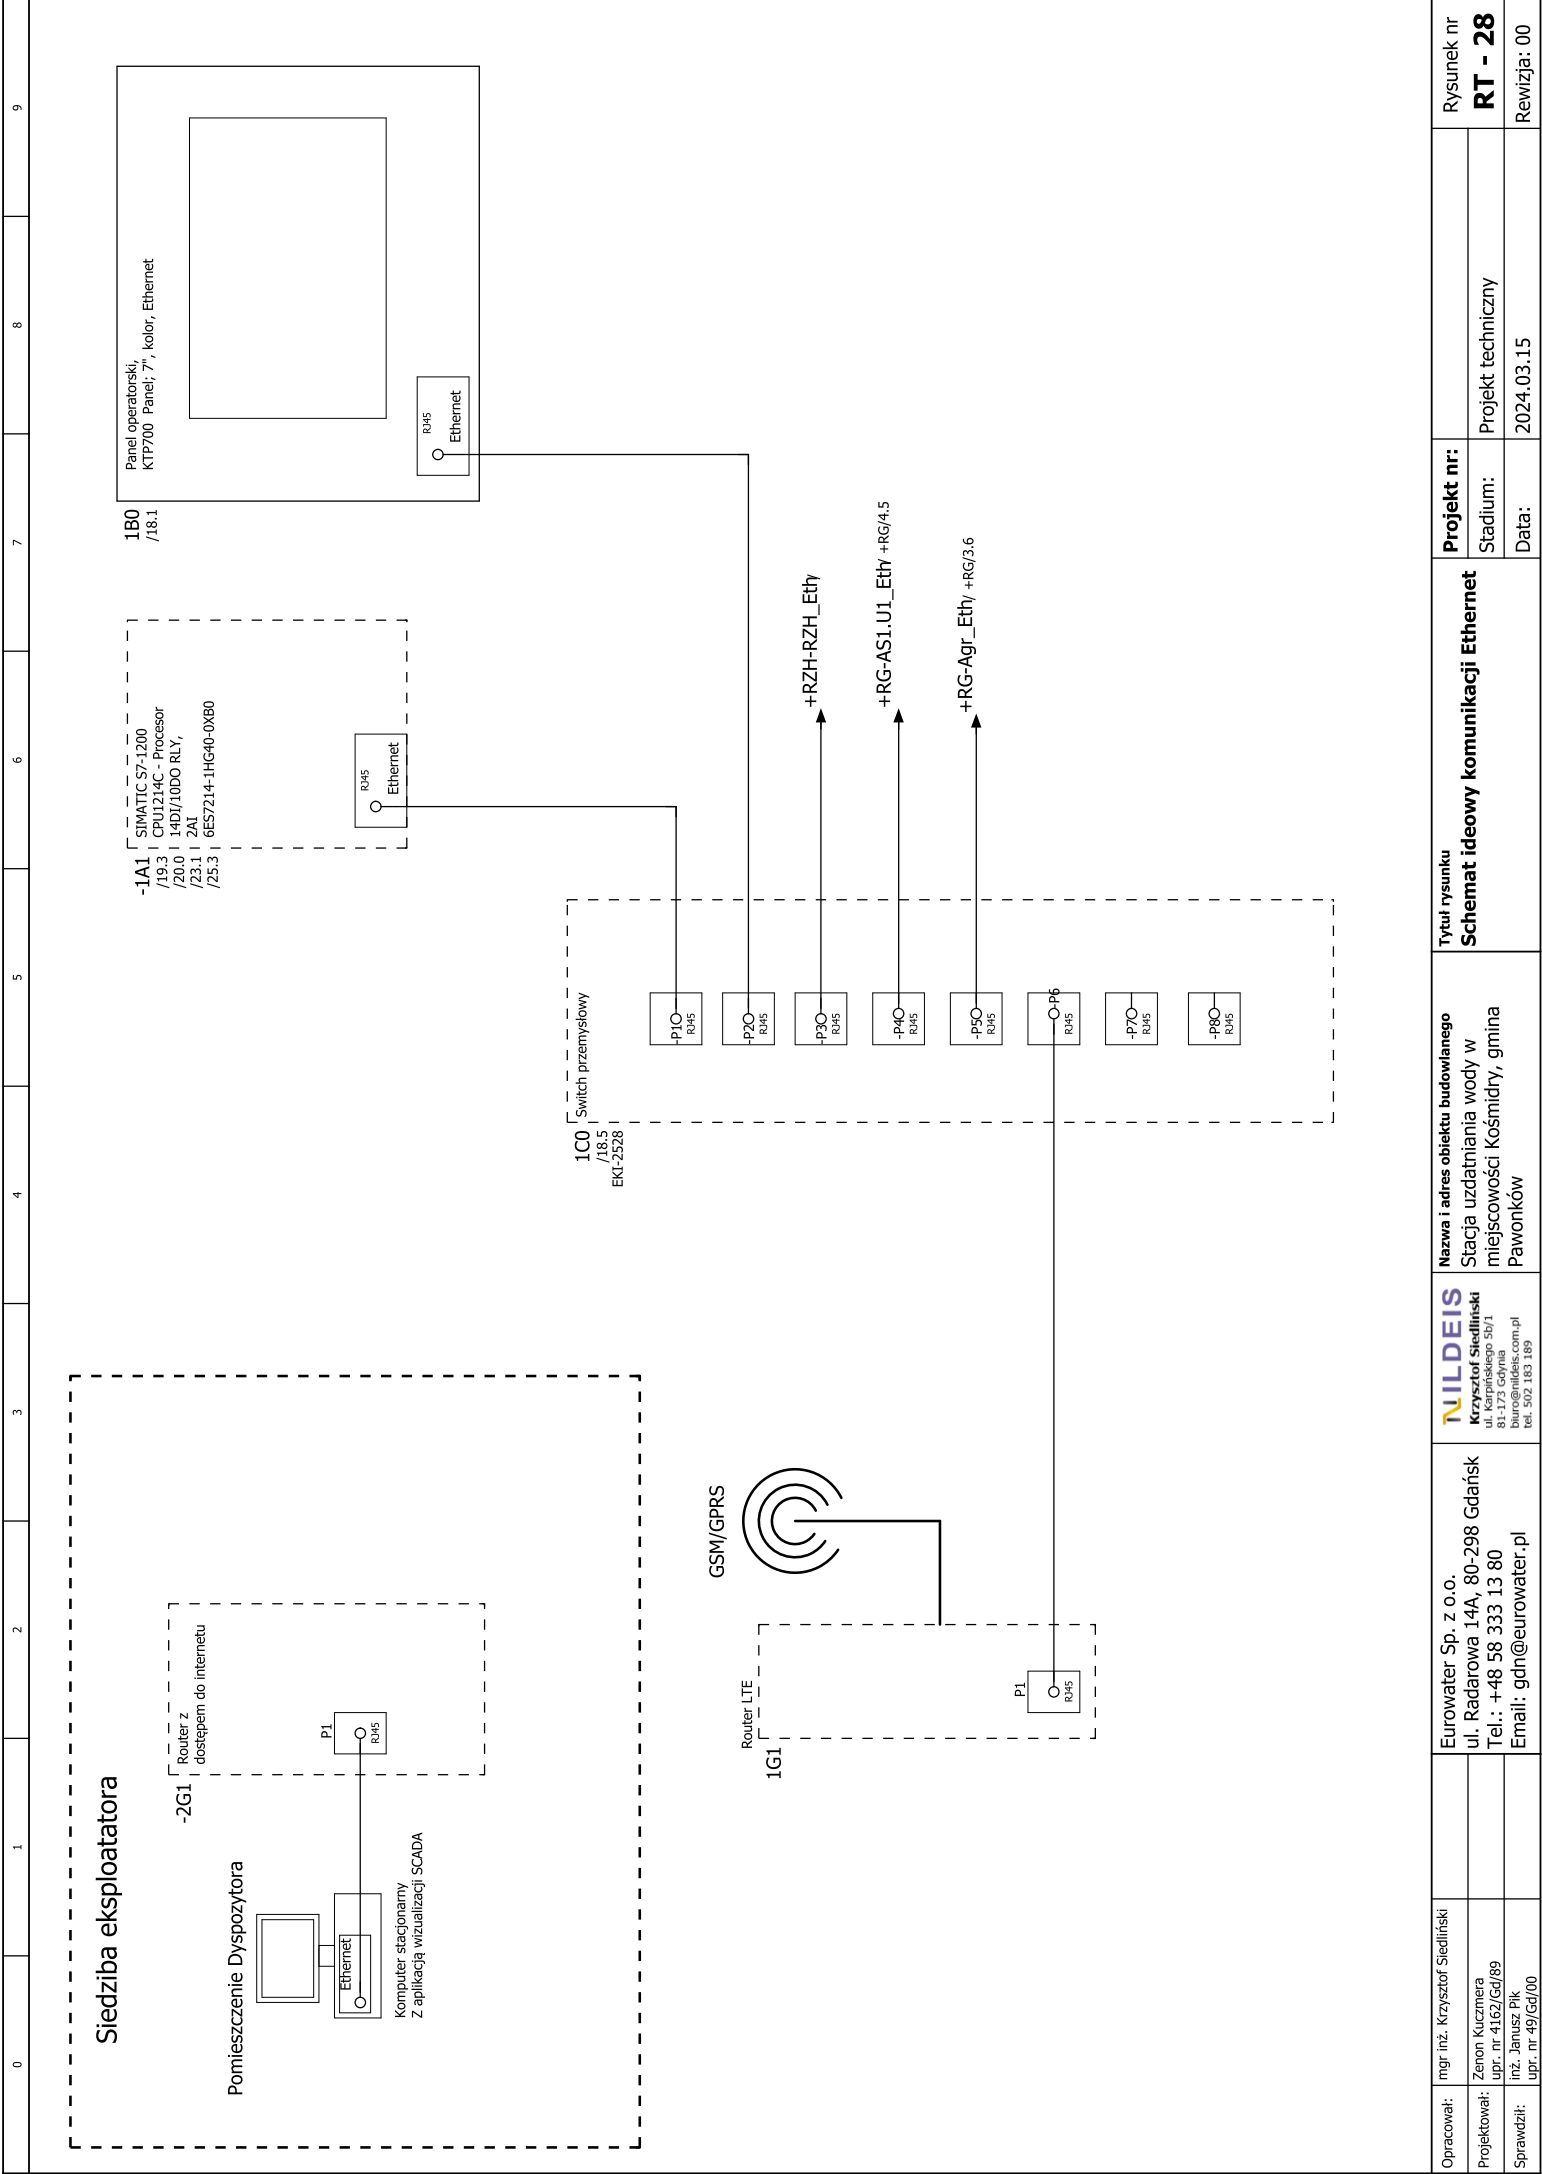 0 1 2 3 4 5 6 7 8 9
Siedziba eksploatatora
Pomieszczenie Dyspozytora
Ethernet
Komputer stacjonarny
Z aplikacją wizualizacji SCADA
-2G1
Router z
dostępem do internetu
P1
RJ45
GSM/GPRS
1G1
Router LTE
P1
RJ45
-1A1
/19.3
/20.0
/23.1
/25.3
SIMATIC S7-1200
CPU1214C - Procesor
14DI/10DO RLY,
2AI
6ES7214-1HG40-0XB0
RJ45
Ethernet
1B0
/18.1
Panel operatorski,
KTP700 Panel; 7", kolor, Ethernet
RJ45
Ethernet
1C0
/18.5
EKI-2528
Switch przemysłowy
-P1
RJ45
-P2
RJ45
-P3
RJ45
+RZH-RZH_Eth/
-P4
RJ45
+RG-AS1.U1_Eth/ +RG/4.5
-P5
RJ45
+RG-Agr_Eth/ +RG/3.6
-P6
RJ45
-P7
RJ45
-P8
RJ45
Opracował:
mgr inż. Krzysztof Siedliński
Projektował:
Zenon Kuczmera
upr. nr 4162/Gd/89
Sprawdził:
inż. Janusz Pik
upr. nr 49/Gd/00
Eurowater Sp. z o.o.
ul. Radarowa 14A, 80-298 Gdańsk
Tel.: +48 58 333 13 80
Email: gdn@eurowater.pl
NILDEIS
Krzysztof Siedliński
ul. Karpińskiego 5b/1
81-173 Gdynia
biuro@nildeis.com.pl
tel. 502 183 189
Nazwa i adres obiektu budowlanego
Stacja uzdatniania wody w
miejscowości Kośmidry, gmina
Pawonków
Tytuł rysunku
Schemat ideowy komunikacji Ethernet
Projekt nr:
Stadium:
Projekt techniczny
Data:
2024.03.15
Rysunek nr
RT - 28
Rewizja: 00